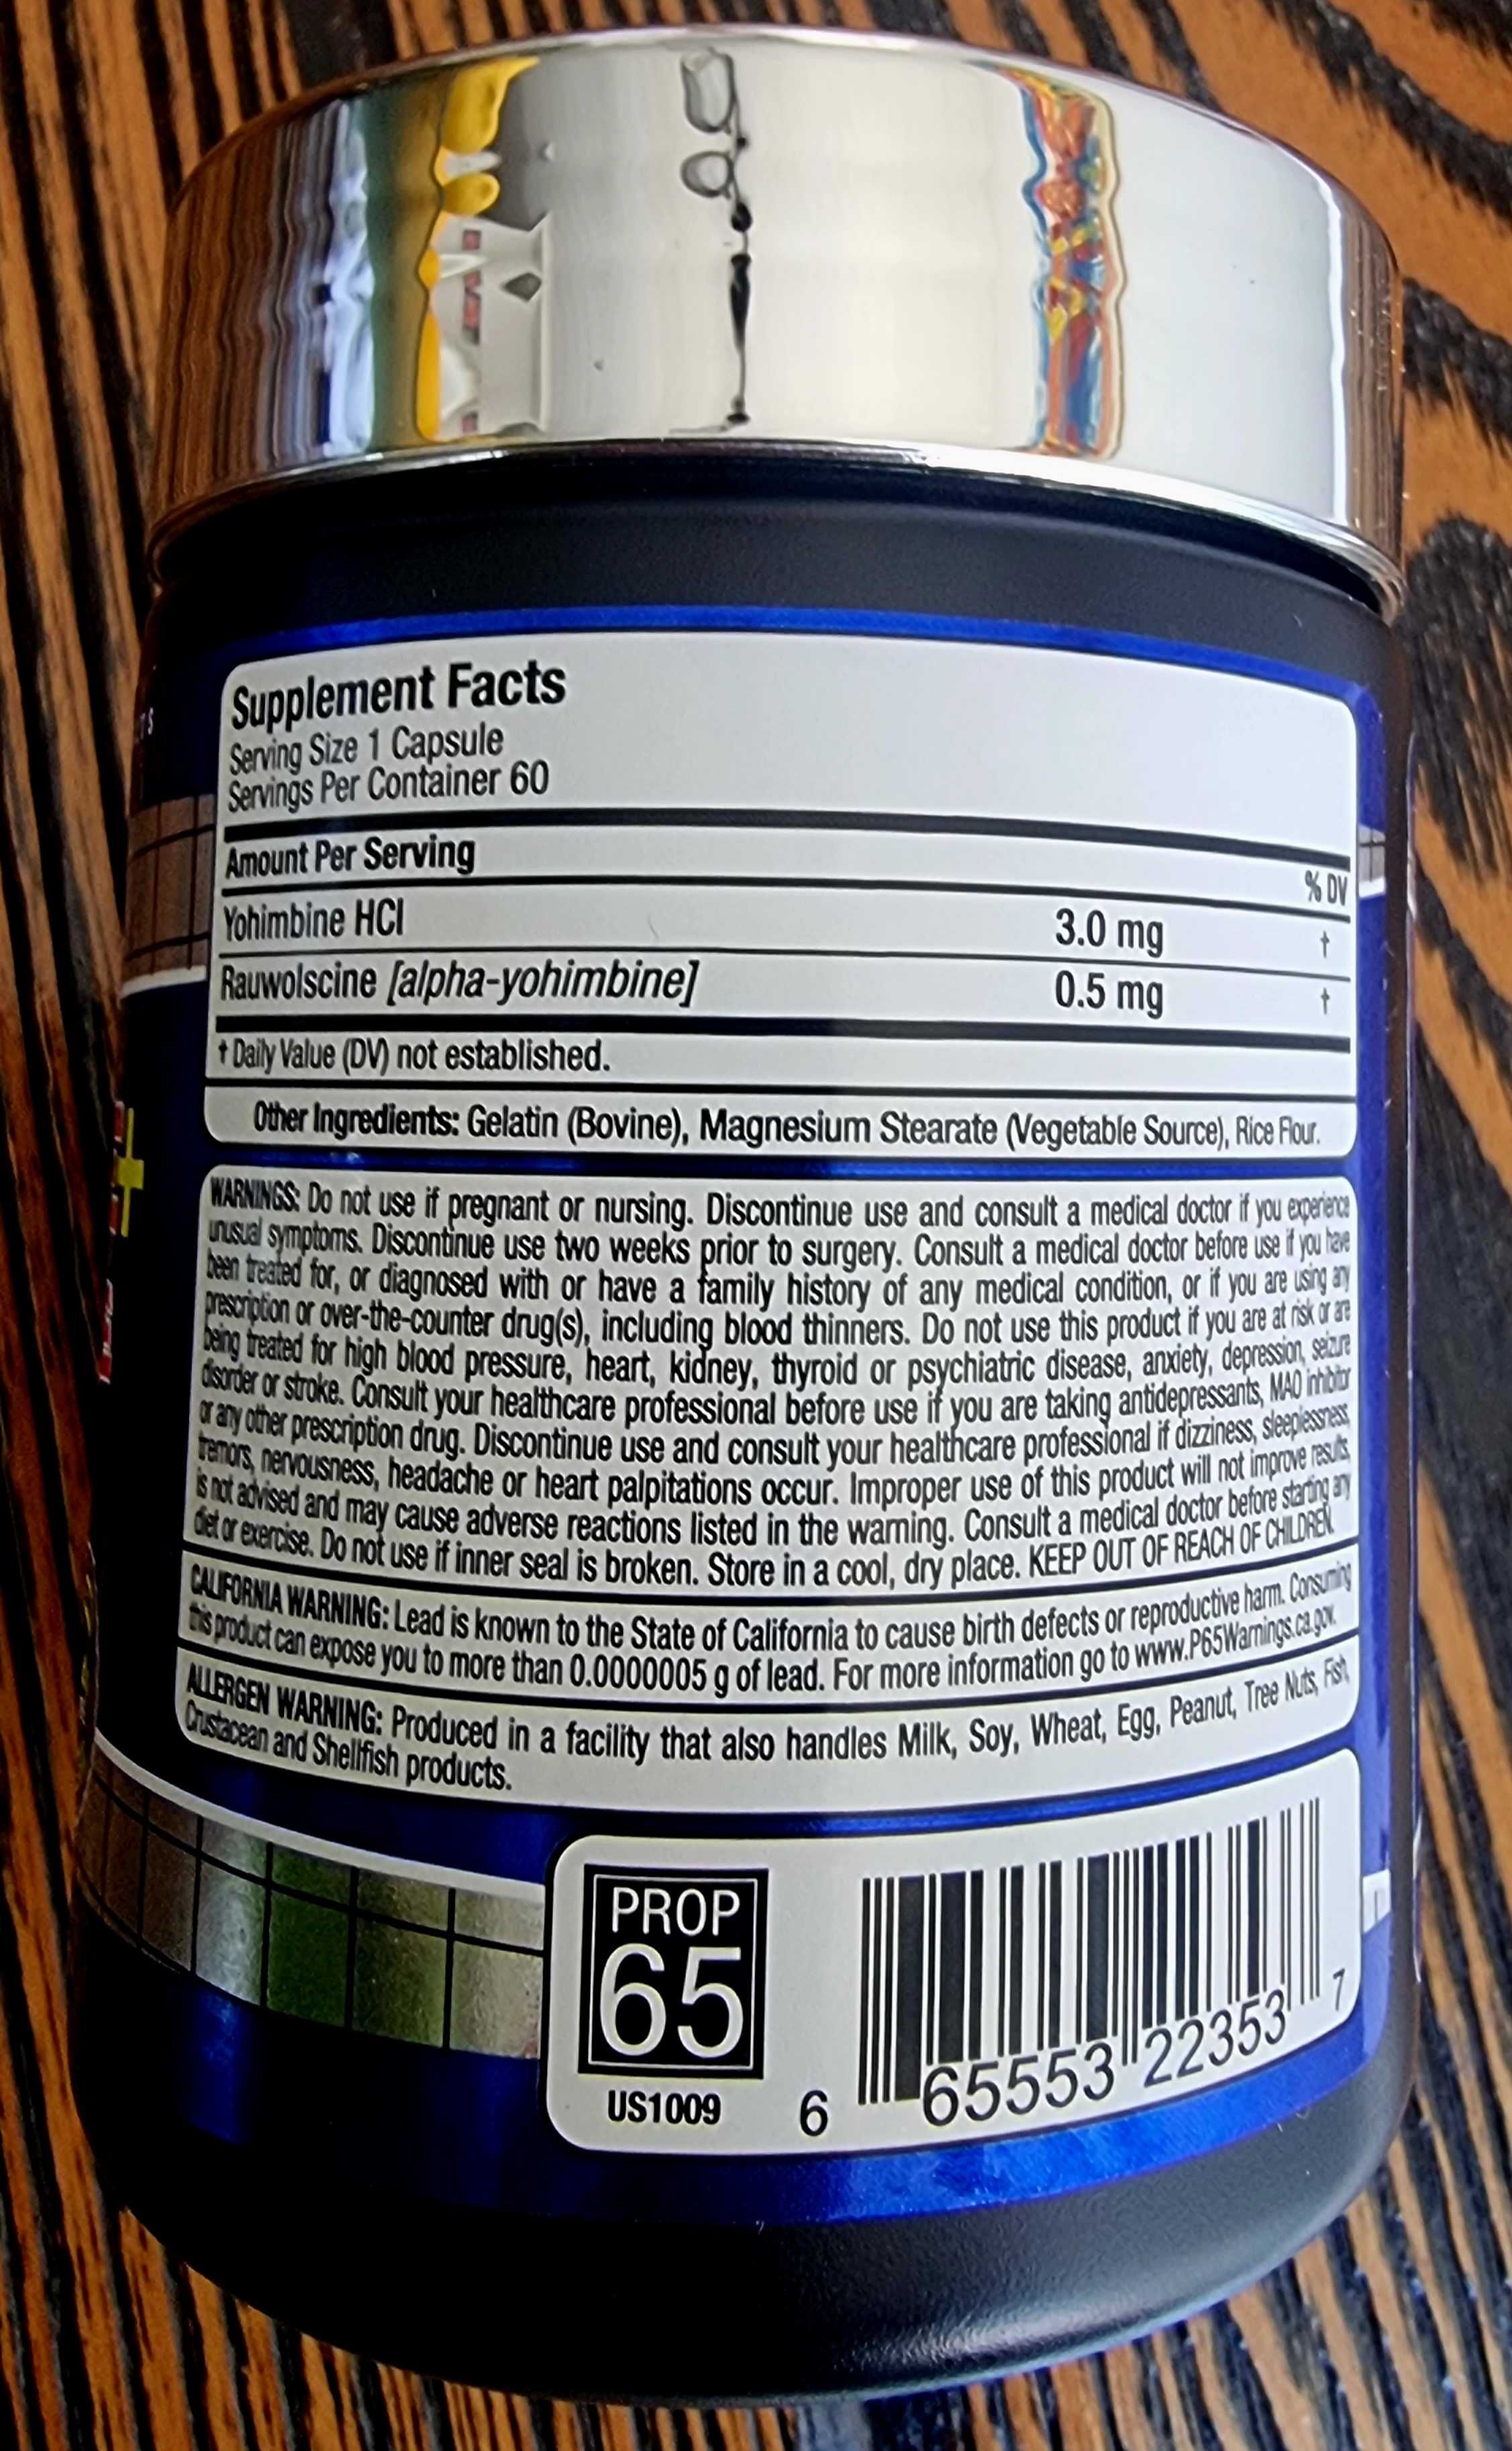 Supplement Facts
Serving Size 1 Capsule
Servings Per Container 60
Amount Per Serving
% DV
Yohimbine HCl 3.0 mg †
Rauwolscine [alpha-yohimbine] 0.5 mg †
† Daily Value (DV) not established.
Other Ingredients: Gelatin (Bovine), Magnesium Stearate (Vegetable Source), Rice Flour.
WARNINGS: Do not use if pregnant or nursing. Discontinue use and consult a medical doctor if you experience
unusual symptoms. Discontinue use two weeks prior to surgery. Consult a medical doctor before use if you have
been treated for, or diagnosed with or have a family history of any medical condition, or if you are using any
prescription or over-the-counter drug(s), including blood thinners. Do not use this product if you are at risk or are
being treated for high blood pressure, heart, kidney, thyroid or psychiatric disease, anxiety, depression, seizure
disorder or stroke. Consult your healthcare professional before use if you are taking antidepressants, MAO inhibitor
or any other prescription drug. Discontinue use and consult your healthcare professional if dizziness, sleeplessness,
tremors, nervousness, headache or heart palpitations occur. Improper use of this product will not improve results,
is not advised and may cause adverse reactions listed in the warning. Consult a medical doctor before starting any
diet or exercise. Do not use if inner seal is broken. Store in a cool, dry place. KEEP OUT OF REACH OF CHILDREN.
CALIFORNIA WARNING: Lead is known to the State of California to cause birth defects or reproductive harm. Consuming
this product can expose you to more than 0.0000005 g of lead. For more information go to www.P65Warnings.ca.gov.
ALLERGEN WARNING: Produced in a facility that also handles Milk, Soy, Wheat, Egg, Peanut, Tree Nuts, Fish,
Crustacean and Shellfish products.
PROP
65
US1009
6 65553 22353 7